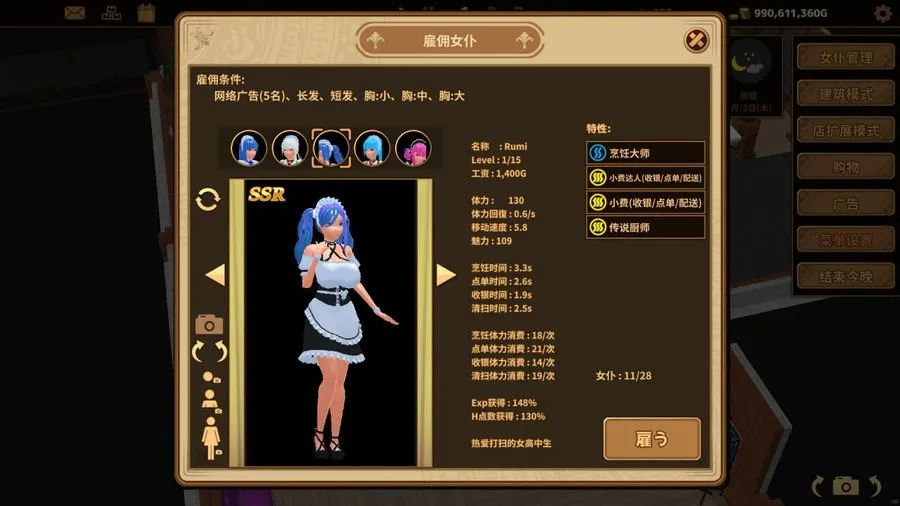 990,611,360G
雇佣女仆
雇佣条件:
网络广告(5名)、长发、短发、胸:小、胸:中、胸:大
SSR
名称 : Rumi
Level : 1/15
工资 : 1,400G
体力 : 130
体力回復 : 0.6/s
移动速度 : 5.8
魅力 : 109
烹饪时间 : 3.3s
点单时间 : 2.6s
收银时间 : 1.9s
清扫时间 : 2.5s
烹饪体力消费 : 18/次
点单体力消费 : 21/次
收银体力消费 : 14/次
清扫体力消费 : 19/次
Exp获得 : 148%
H点数获得 : 130%
热爱打扫的女高中生
特性:
烹饪大师
小费达人(收银/点单/配送)
小费(收银/点单/配送)
传说厨师
女仆 : 11/28
雇う
女仆管理
建筑模式
店扩展模式
购物
广告
菜单设置
结束今晚